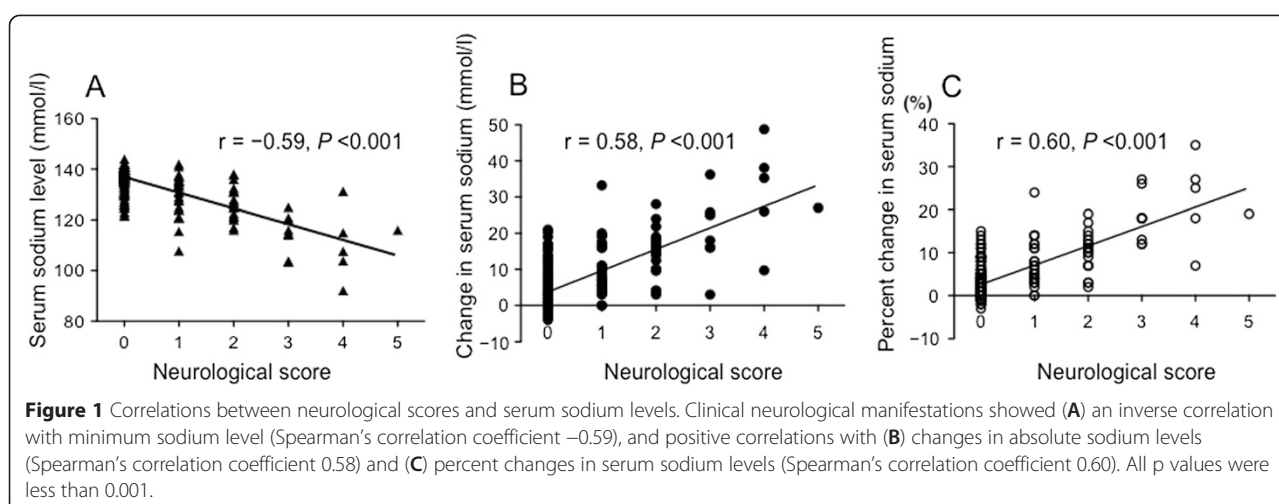 A
Serum sodium level (mmol/l)
160
140
120
100
80
r = −0.59, P <0.001
0 1 2 3 4 5
Neurological score
B
Change in serum sodium (mmol/l)
50
40
30
20
10
0
−10
r = 0.58, P <0.001
0 1 2 3 4 5
Neurological score
C
Percent change in serum sodium
(%)
40
30
20
10
0
−10
r = 0.60, P <0.001
0 1 2 3 4 5
Neurological score
Figure 1 Correlations between neurological scores and serum sodium levels. Clinical neurological manifestations showed (A) an inverse correlation
with minimum sodium level (Spearman’s correlation coefficient −0.59), and positive correlations with (B) changes in absolute sodium levels
(Spearman’s correlation coefficient 0.58) and (C) percent changes in serum sodium levels (Spearman’s correlation coefficient 0.60). All p values were
less than 0.001.